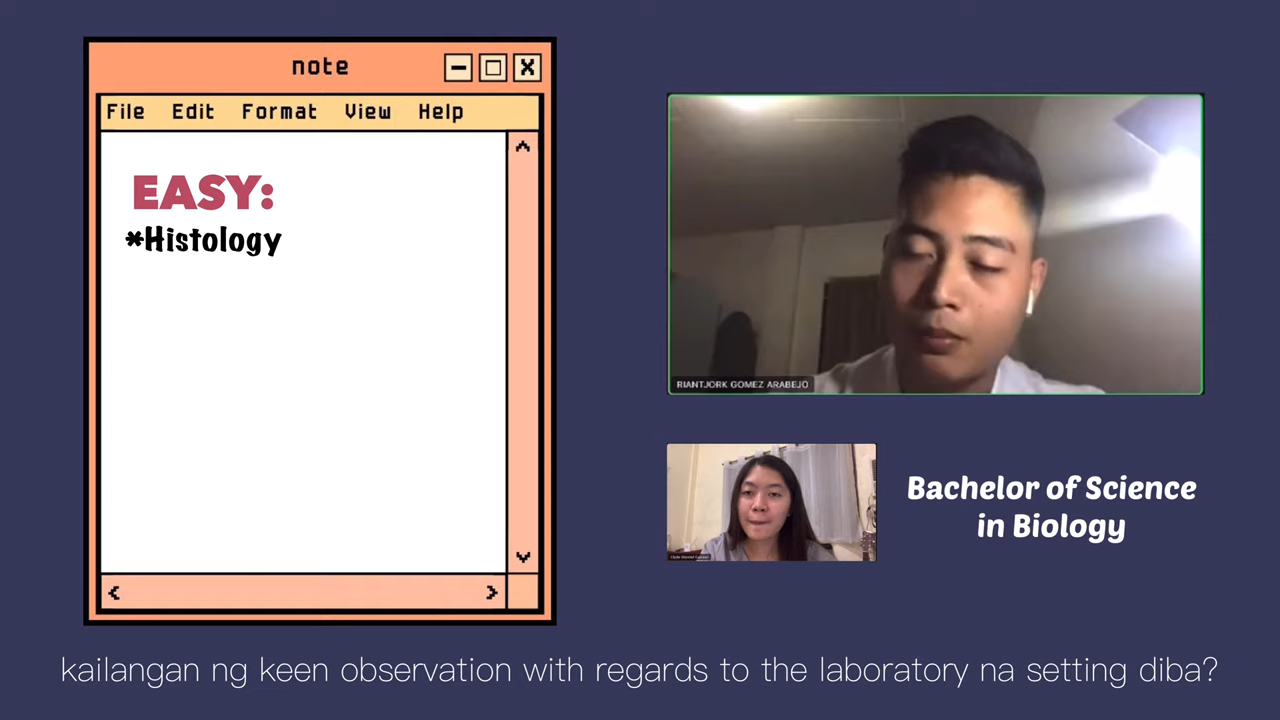 note
File Edit Format View Help
EASY:
*Histology
RIANTJORK GOMEZ ARABEJO
Bachelor of Science
in Biology
kailangan ng keen observation with regards to the laboratory na setting diba?